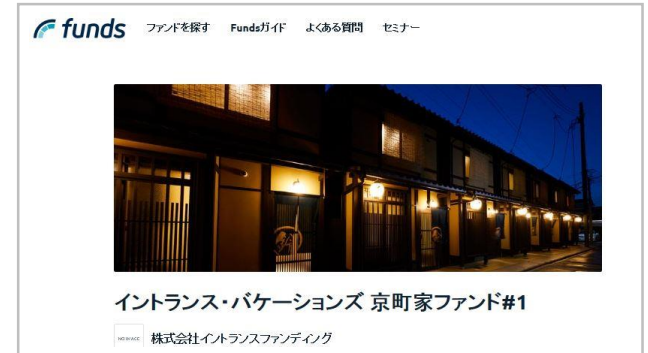 funds ファンドを探す Fundsガイド よくある質問 セミナー
イントランス・バケーションズ 京町家ファンド#1
NO IMAGE 株式会社イントランスファンディング